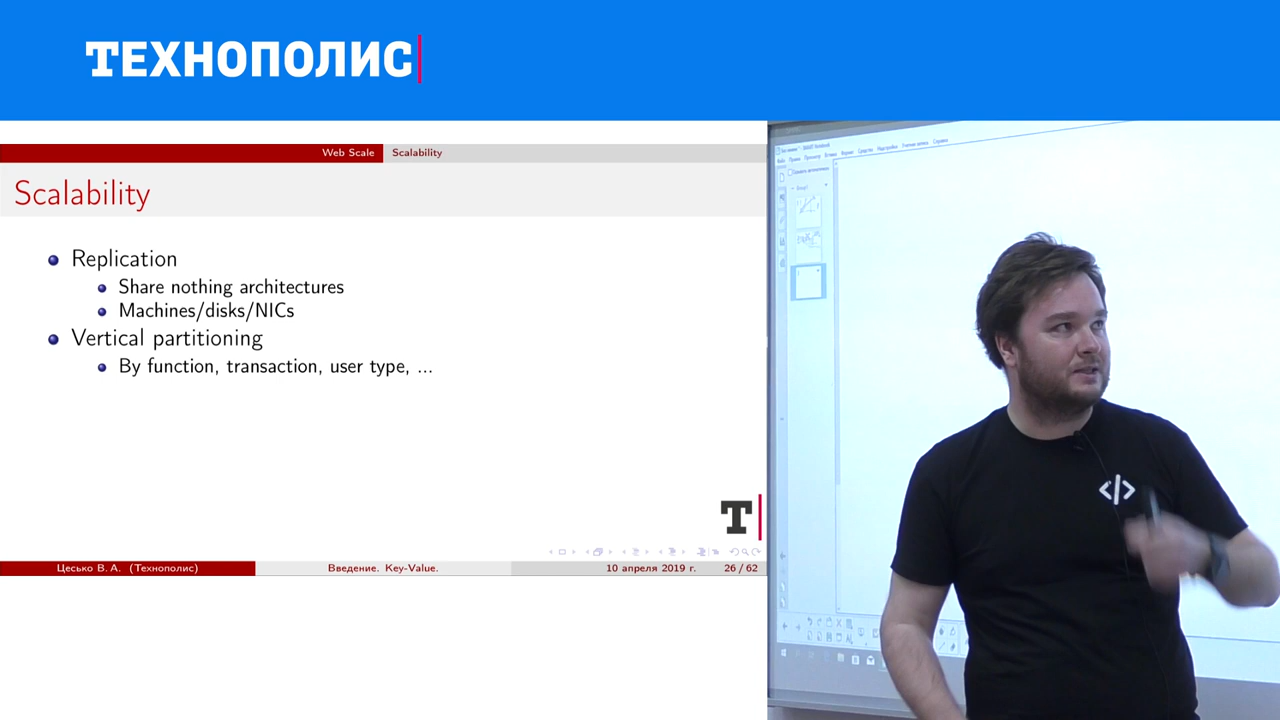 ТЕХНОПОЛИС
Web Scale
Scalability
Scalability
Replication
Share nothing architectures
Machines/disks/NICs
Vertical partitioning
By function, transaction, user type, ...
T
Цесько В. А. (Технополис)
Введение. Key-Value.
10 апреля 2019 г.
26 / 62
</>